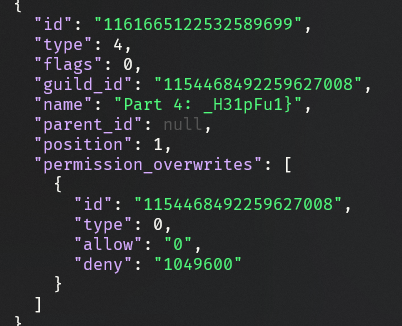 {
"id": "1161665122532589699",
"type": 4,
"flags": 0,
"guild_id": "1154468492259627008",
"name": "Part 4: _H31pFu1}",
"parent_id": null,
"position": 1,
"permission_overwrites": [
{
"id": "1154468492259627008",
"type": 0,
"allow": "0",
"deny": "1049600"
}
]
}